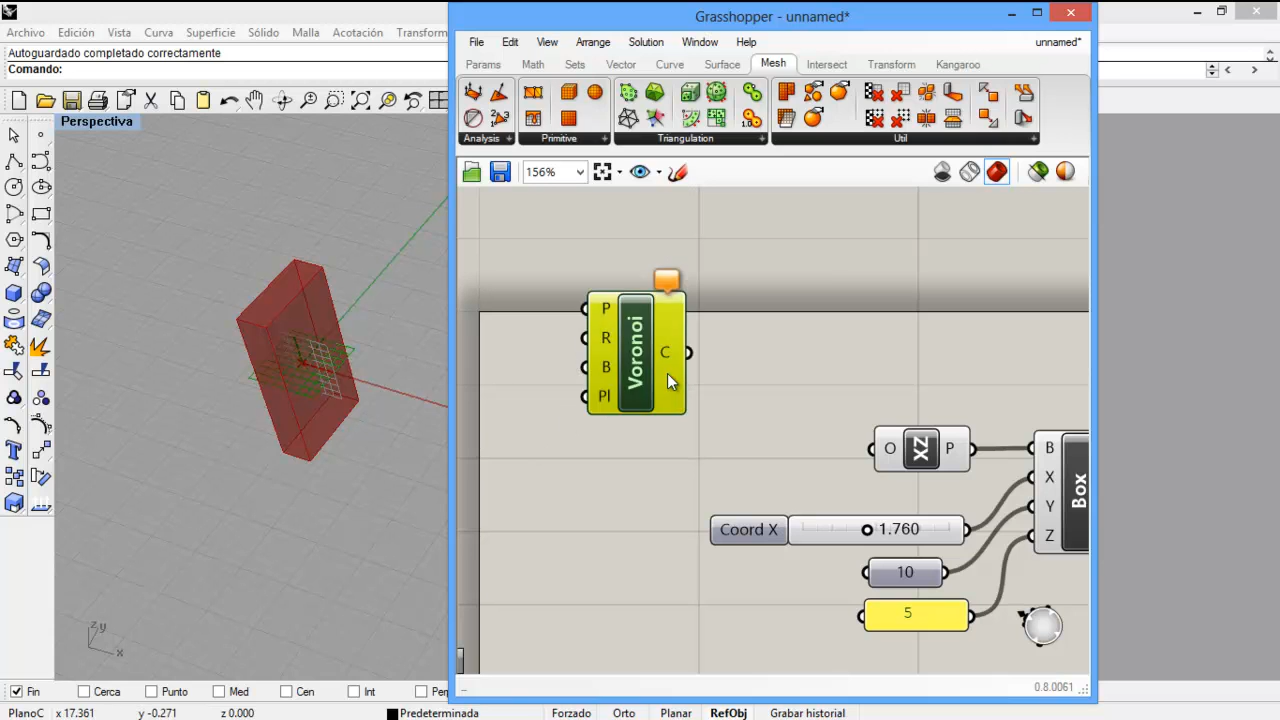 Grasshopper - unnamed*
Archivo Edición Vista Curva Superficie Sólido Malla Acotación Transform
File Edit View Arrange Solution Window Help unnamed*
Autoguardado completado correctamente
Comando:
Params Math Sets Vector Curve Surface Mesh Intersect Transform Kangaroo
Analysis Primitive Triangulation Util
Perspectiva
156%
P
R
B
Pl
Voronoi
C
O XZ P
B
X
Y
Z
Box
Coord X 1.760
10
5
z y
x
0.8.0061
Fin Cerca Punto Med Cen Int Per
PlanoC x 17.361 y -0.271 z 0.000 Predeterminada Forzado Orto Planar RefObj Grabar historial